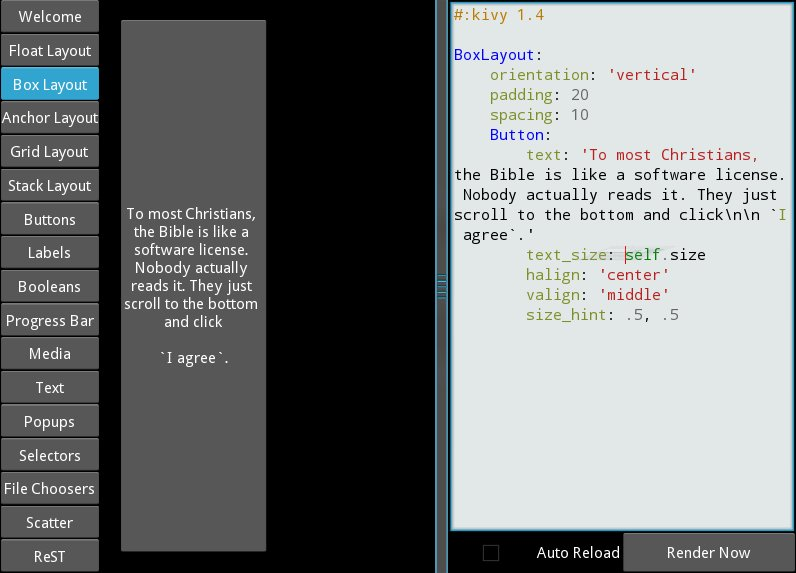 Welcome
Float Layout
Box Layout
Anchor Layout
Grid Layout
Stack Layout
Buttons
Labels
Booleans
Progress Bar
Media
Text
Popups
Selectors
File Choosers
Scatter
ReST
To most Christians,
the Bible is like a
software license.
Nobody actually
reads it. They just
scroll to the bottom
and click
`I agree`.
#:kivy 1.4
BoxLayout:
    orientation: 'vertical'
    padding: 20
    spacing: 10
    Button:
        text: 'To most Christians,
the Bible is like a software license.
 Nobody actually reads it. They just
scroll to the bottom and click\n\n `I
 agree`.'
        text_size: self.size
        halign: 'center'
        valign: 'middle'
        size_hint: .5, .5
Auto Reload
Render Now